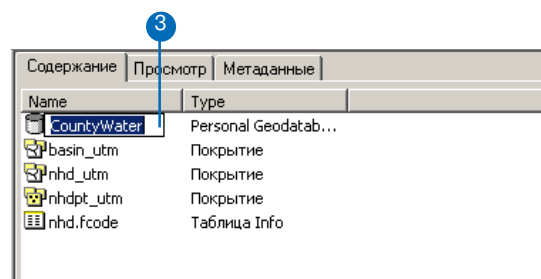 3
Содержание Просмотр Метаданные
Name Type
CountyWater Personal Geodatab...
basin_utm Покрытие
nhd_utm Покрытие
nhdpt_utm Покрытие
nhd.fcode Таблица Info